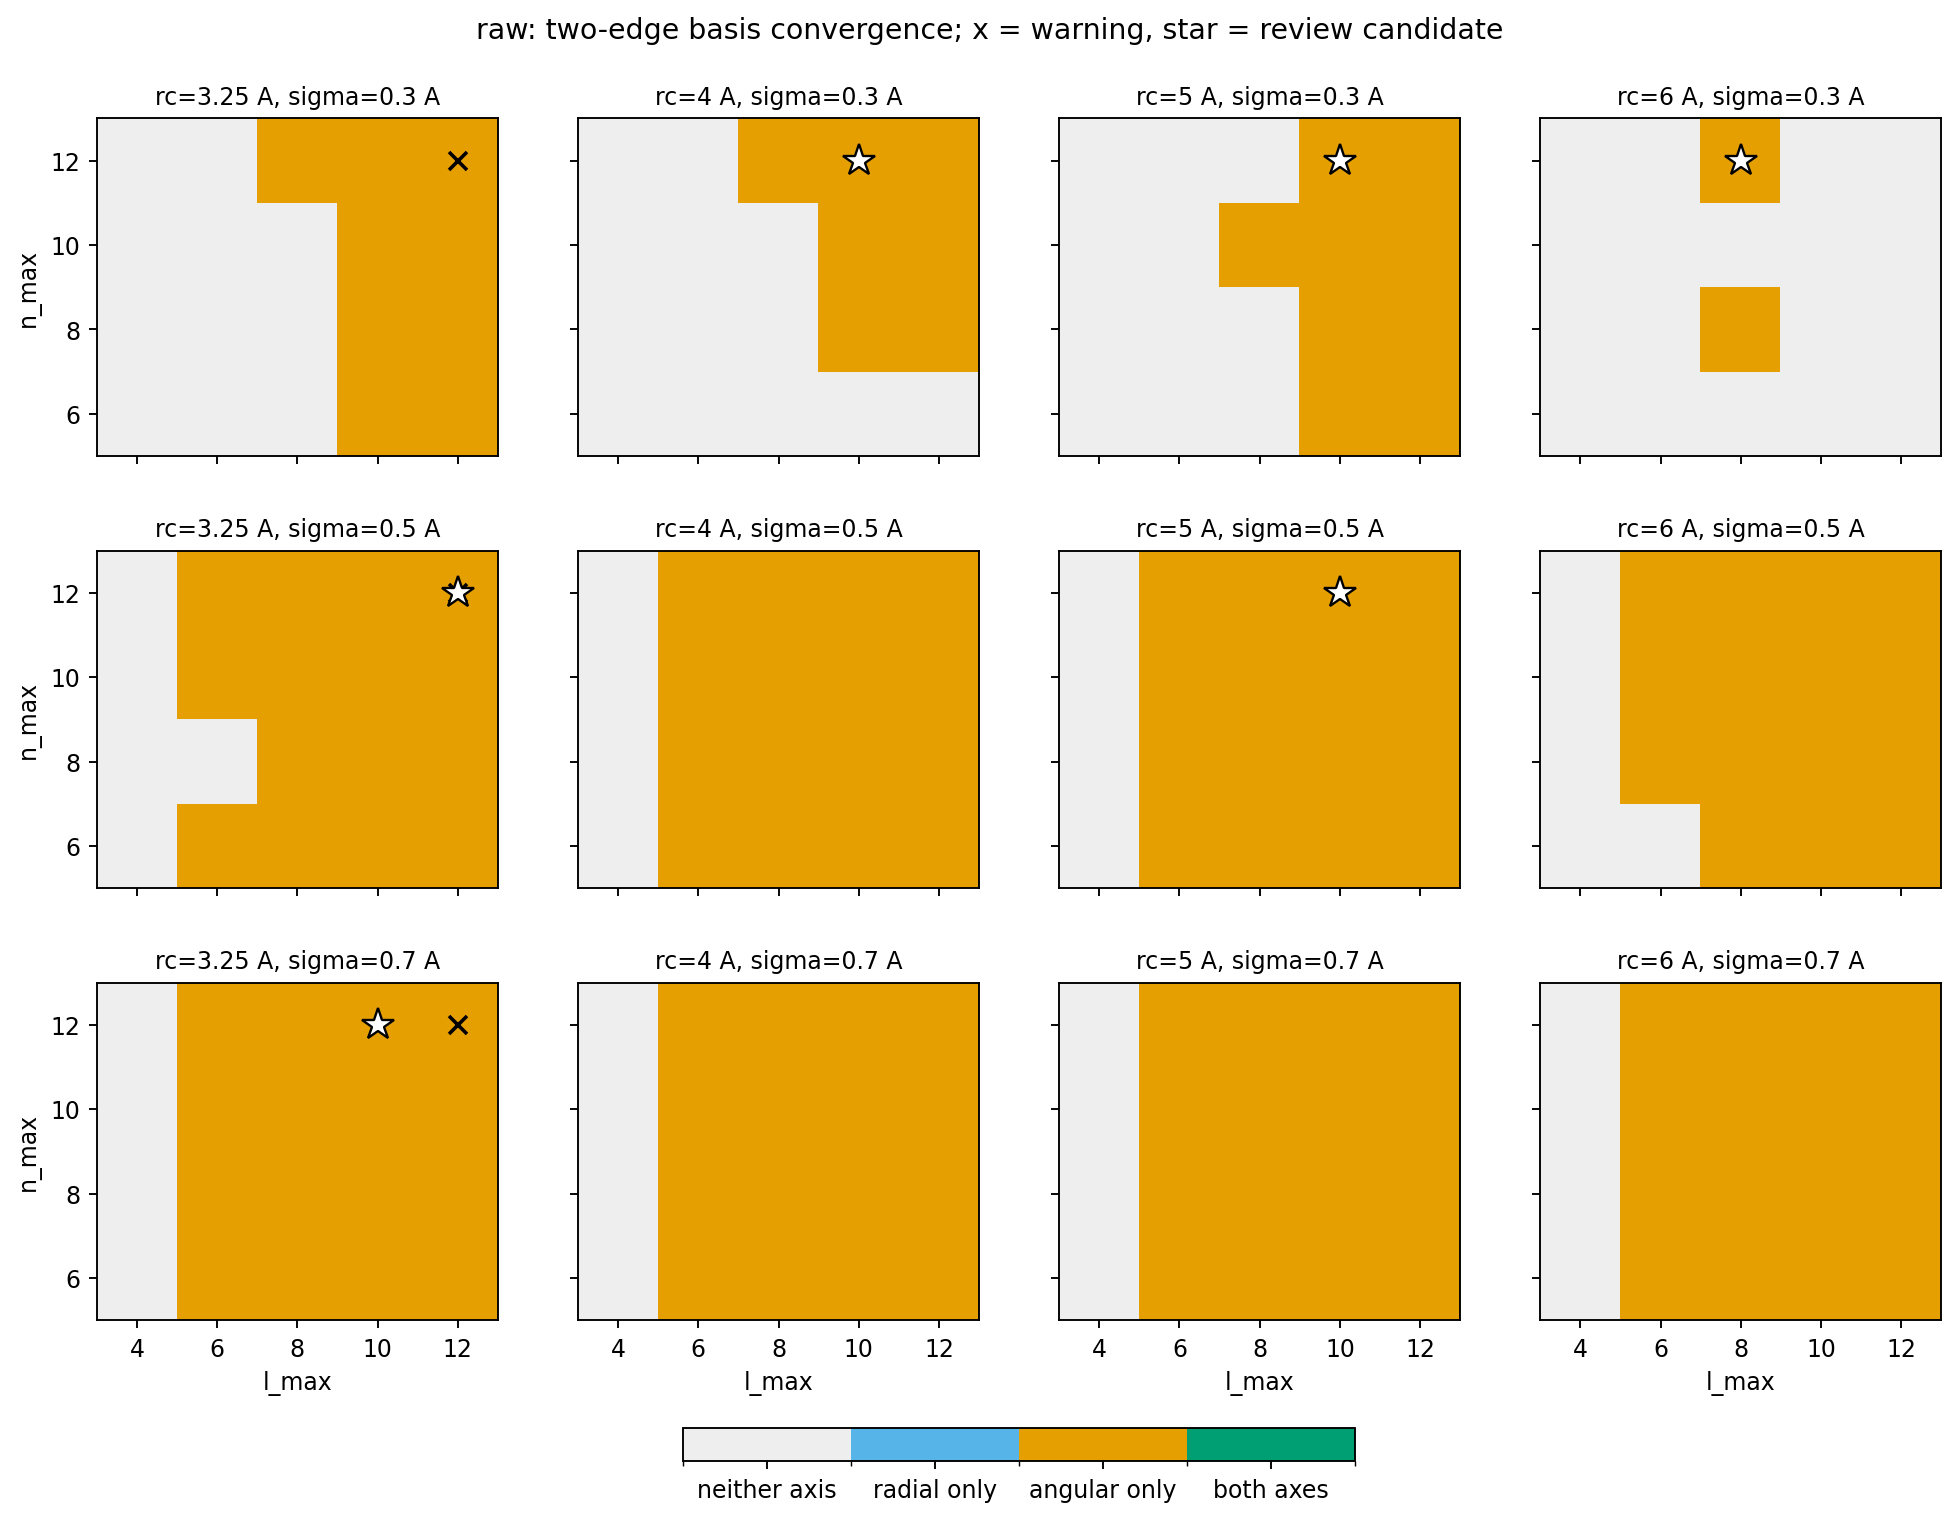 raw: two-edge basis convergence; x = warning, star = review candidate
rc=3.25 A, sigma=0.3 A
rc=4 A, sigma=0.3 A
rc=5 A, sigma=0.3 A
rc=6 A, sigma=0.3 A
n_max
12
10
8
6
rc=3.25 A, sigma=0.5 A
rc=4 A, sigma=0.5 A
rc=5 A, sigma=0.5 A
rc=6 A, sigma=0.5 A
n_max
12
10
8
6
rc=3.25 A, sigma=0.7 A
rc=4 A, sigma=0.7 A
rc=5 A, sigma=0.7 A
rc=6 A, sigma=0.7 A
n_max
12
10
8
6
4 6 8 10 12
4 6 8 10 12
4 6 8 10 12
4 6 8 10 12
l_max
l_max
l_max
l_max
neither axis
radial only
angular only
both axes